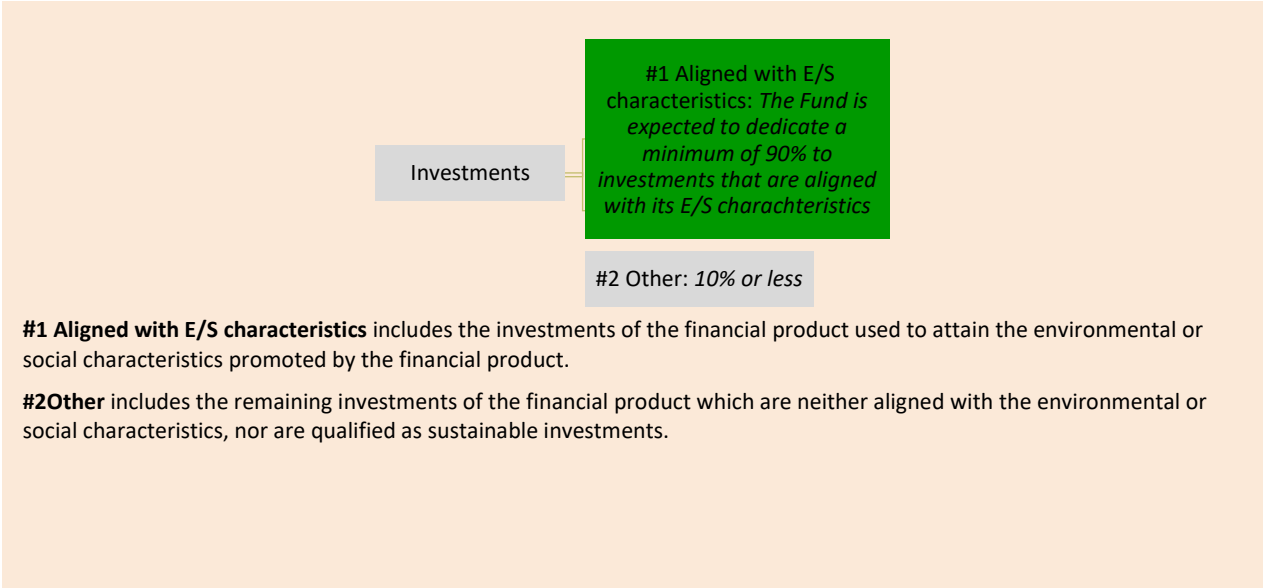 #1 Aligned with E/S
characteristics: The Fund is
expected to dedicate a
minimum of 90% to
investments that are aligned
with its E/S charachteristics
Investments
#2 Other: 10% or less
#1 Aligned with E/S characteristics includes the investments of the financial product used to attain the environmental or
social characteristics promoted by the financial product.
#2Other includes the remaining investments of the financial product which are neither aligned with the environmental or
social characteristics, nor are qualified as sustainable investments.